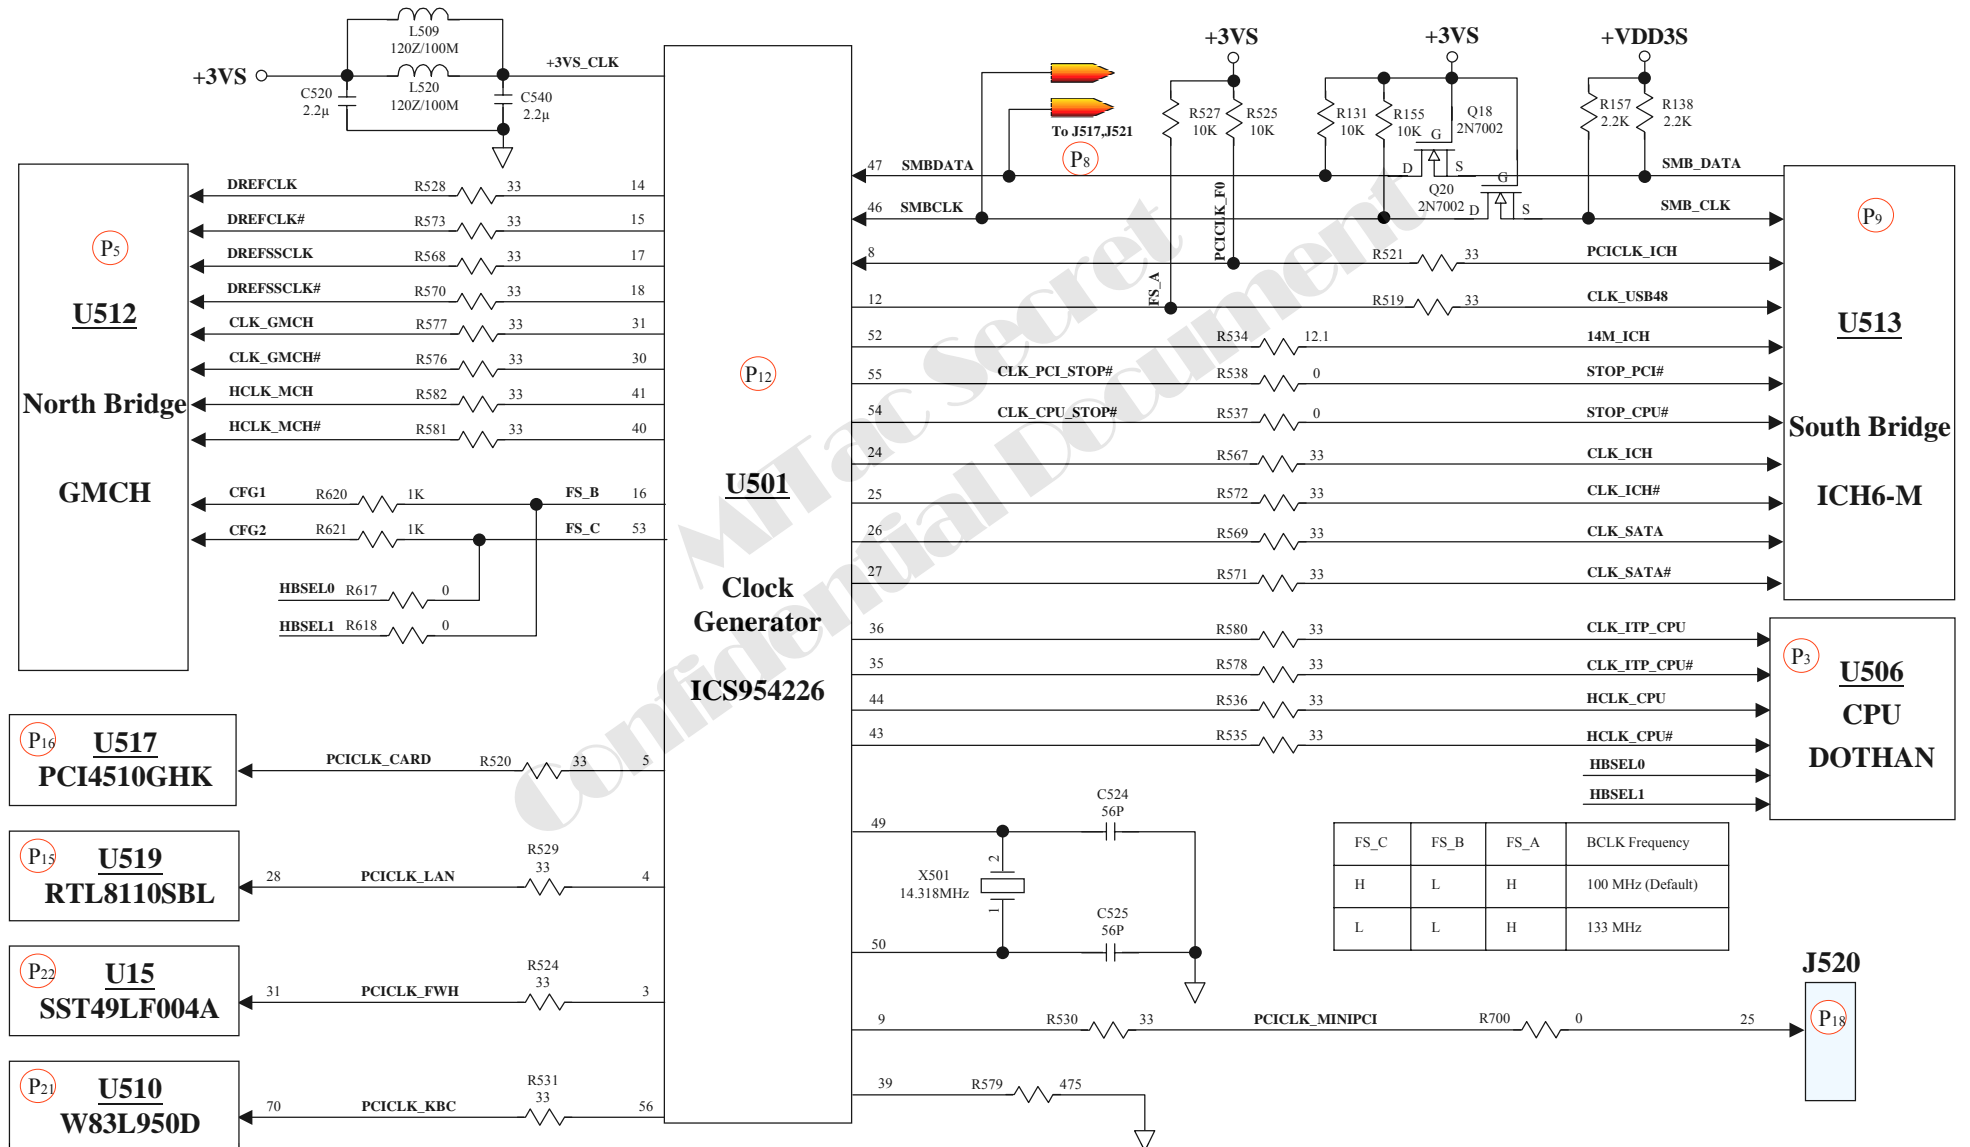 L509
120Z/100M
+3VS
+3VS_CLK
L520
120Z/100M
C520
2.2µ
C540
2.2µ
To J517,J521
P8
+3VS
R527
10K
R525
10K
+3VS
R131
10K
R155
10K
Q18
2N7002
G
D
S
Q20
2N7002
G
D
S
+VDD3S
R157
2.2K
R138
2.2K
47
SMBDATA
SMB_DATA
46
SMBCLK
SMB_CLK
PCICLK_F0
8
R521
33
PCICLK_ICH
FS_A
12
R519
33
CLK_USB48
52
R534
12.1
14M_ICH
55
CLK_PCI_STOP#
R538
0
STOP_PCI#
54
CLK_CPU_STOP#
R537
0
STOP_CPU#
24
R567
33
CLK_ICH
25
R572
33
CLK_ICH#
26
R569
33
CLK_SATA
27
R571
33
CLK_SATA#
P9
U513
South Bridge
ICH6-M
P5
U512
North Bridge
GMCH
DREFCLK
R528
33
14
DREFCLK#
R573
33
15
DREFSSCLK
R568
33
17
DREFSSCLK#
R570
33
18
CLK_GMCH
R577
33
31
CLK_GMCH#
R576
33
30
HCLK_MCH
R582
33
41
HCLK_MCH#
R581
33
40
CFG1
R620
1K
FS_B
16
CFG2
R621
1K
FS_C
53
HBSEL0
R617
0
HBSEL1
R618
0
P12
U501
Clock
Generator
ICS954226
36
R580
33
CLK_ITP_CPU
35
R578
33
CLK_ITP_CPU#
44
R536
33
HCLK_CPU
43
R535
33
HCLK_CPU#
HBSEL0
HBSEL1
P3
U506
CPU
DOTHAN
P16
U517
PCI4510GHK
PCICLK_CARD
R520
33
5
P15
U519
RTL8110SBL
28
PCICLK_LAN
R529
33
4
P22
U15
SST49LF004A
31
PCICLK_FWH
R524
33
3
P21
U510
W83L950D
70
PCICLK_KBC
R531
33
56
49
C524
56P
2
X501
14.318MHz
1
C525
56P
50
FS_C FS_B FS_A BCLK Frequency
H L H 100 MHz (Default)
L L H 133 MHz
9
R530
33
PCICLK_MINIPCI
R700
0
25
J520
P18
39
R579
475
MiTac Secret
Confidential Document